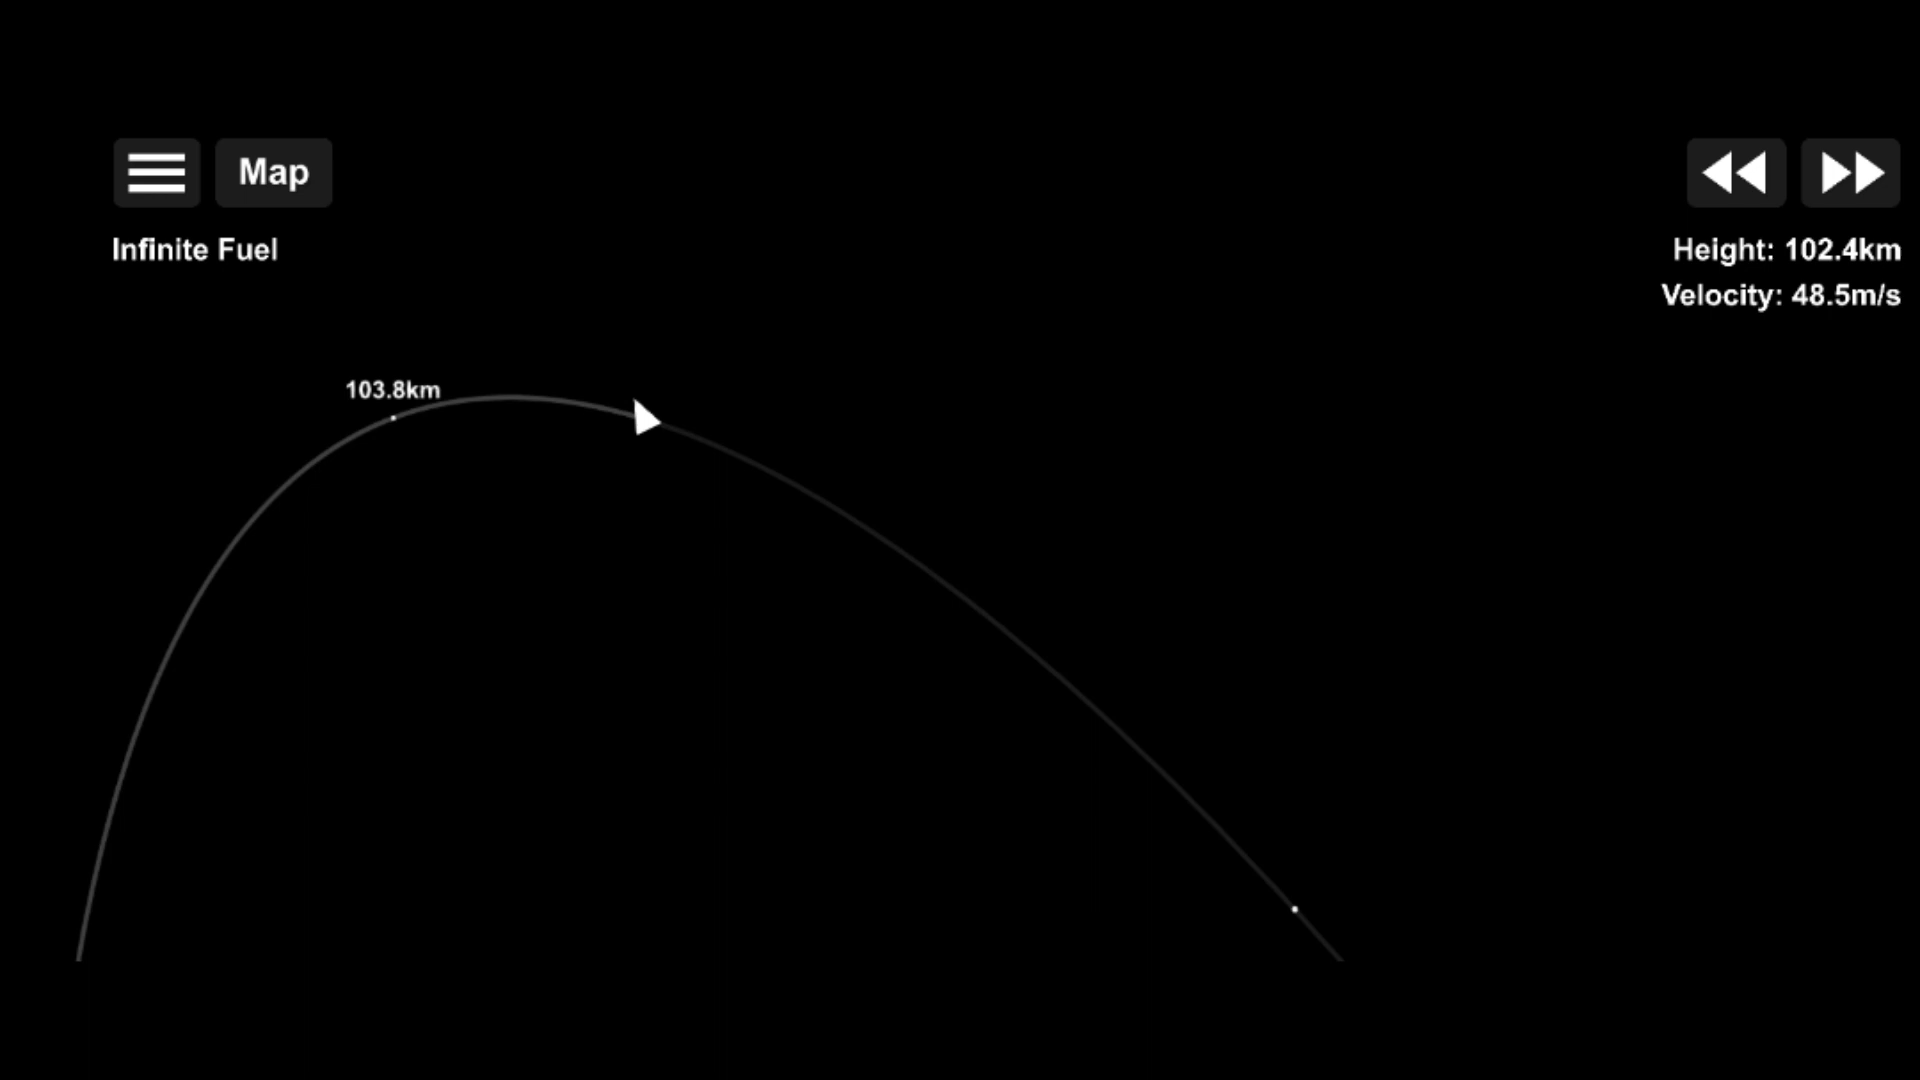 Map
Infinite Fuel
Height: 102.4km
Velocity: 48.5m/s
103.8km